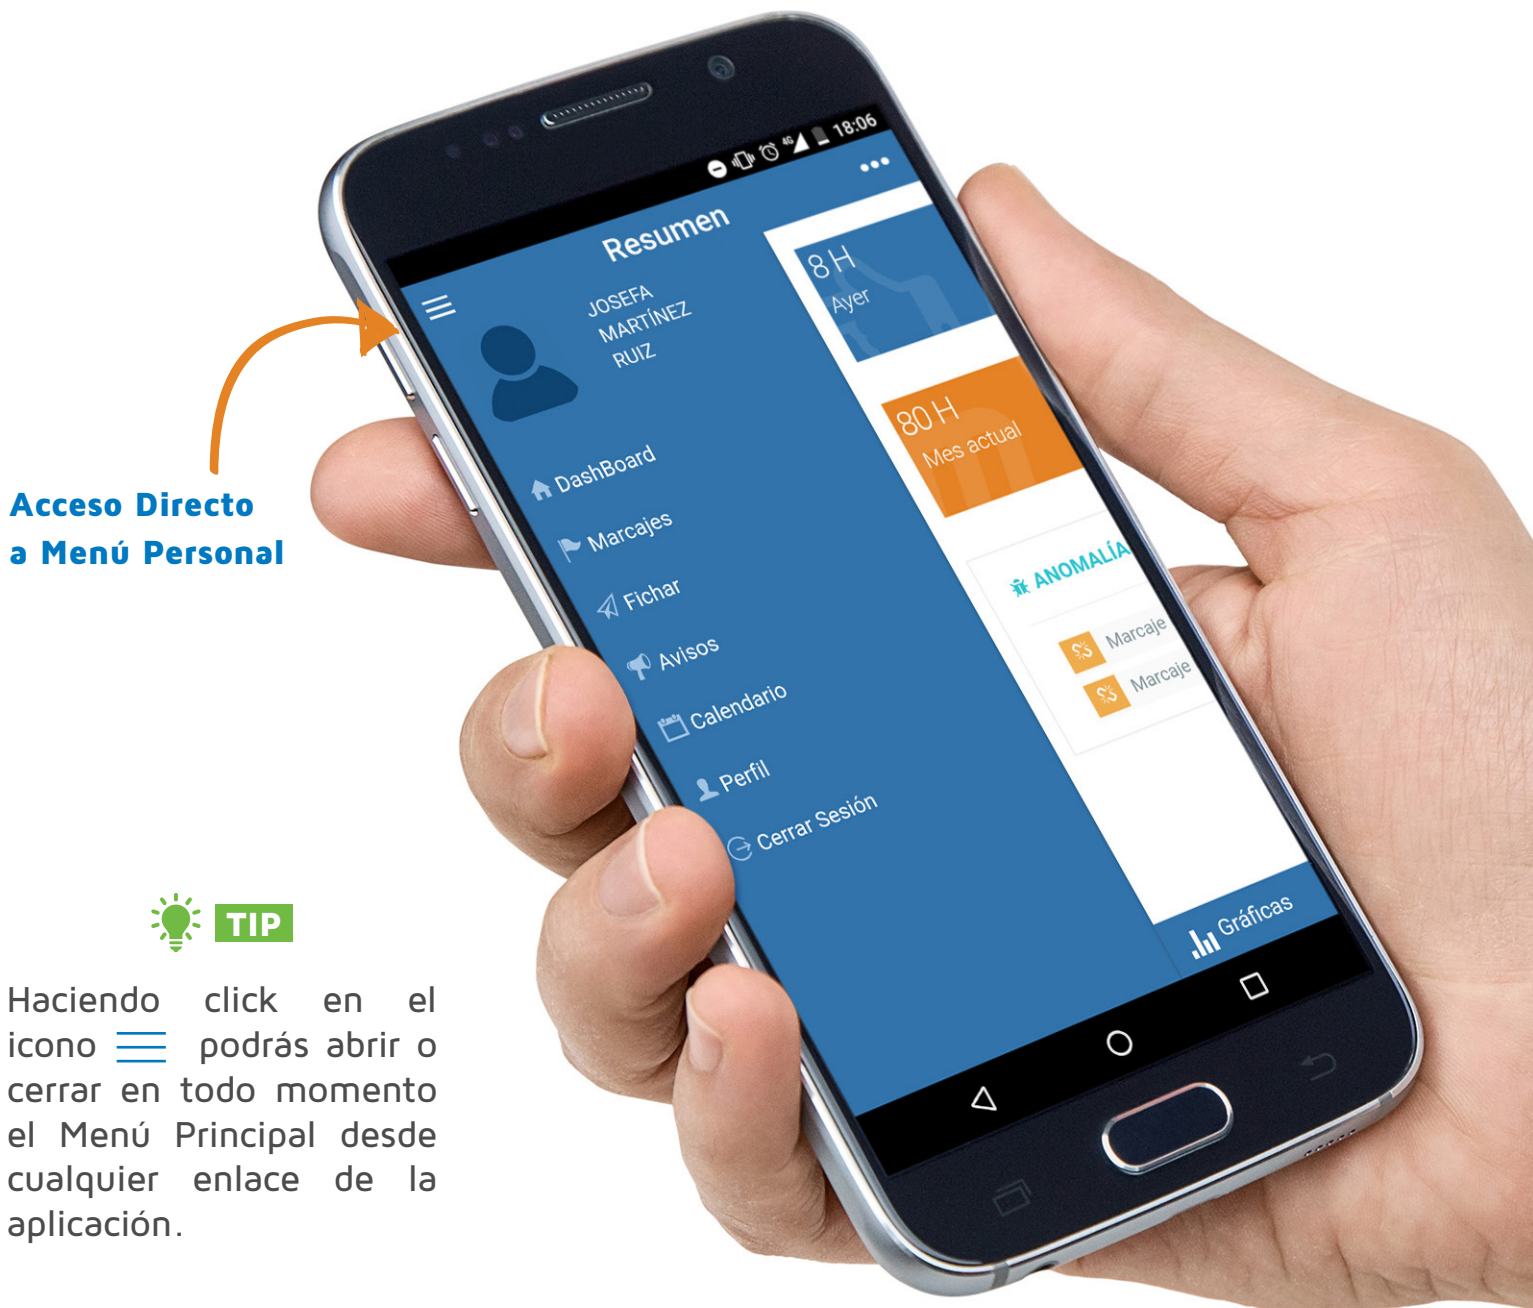 18:06
Resumen
JOSEFA
MARTÍNEZ
RUIZ
8 H
Ayer
80 H
Mes actual
DashBoard
Marcajes
Fichar
Avisos
Calendario
Perfil
Cerrar Sesión
ANOMALÍA
Marcaje
Marcaje
Gráficas
Acceso Directo
a Menú Personal
TIP
Haciendo click en el
icono podrás abrir o
cerrar en todo momento
el Menú Principal desde
cualquier enlace de la
aplicación.